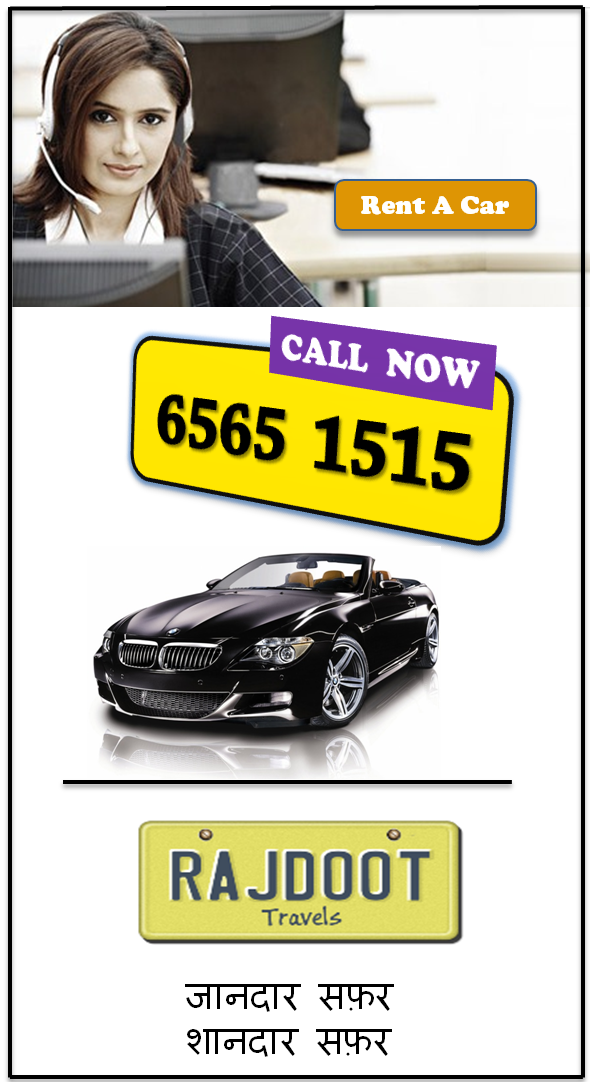 Rent A Car
CALL NOW
6565 1515
RAJDOOT
Travels
जानदार सफ़र
शानदार सफ़र